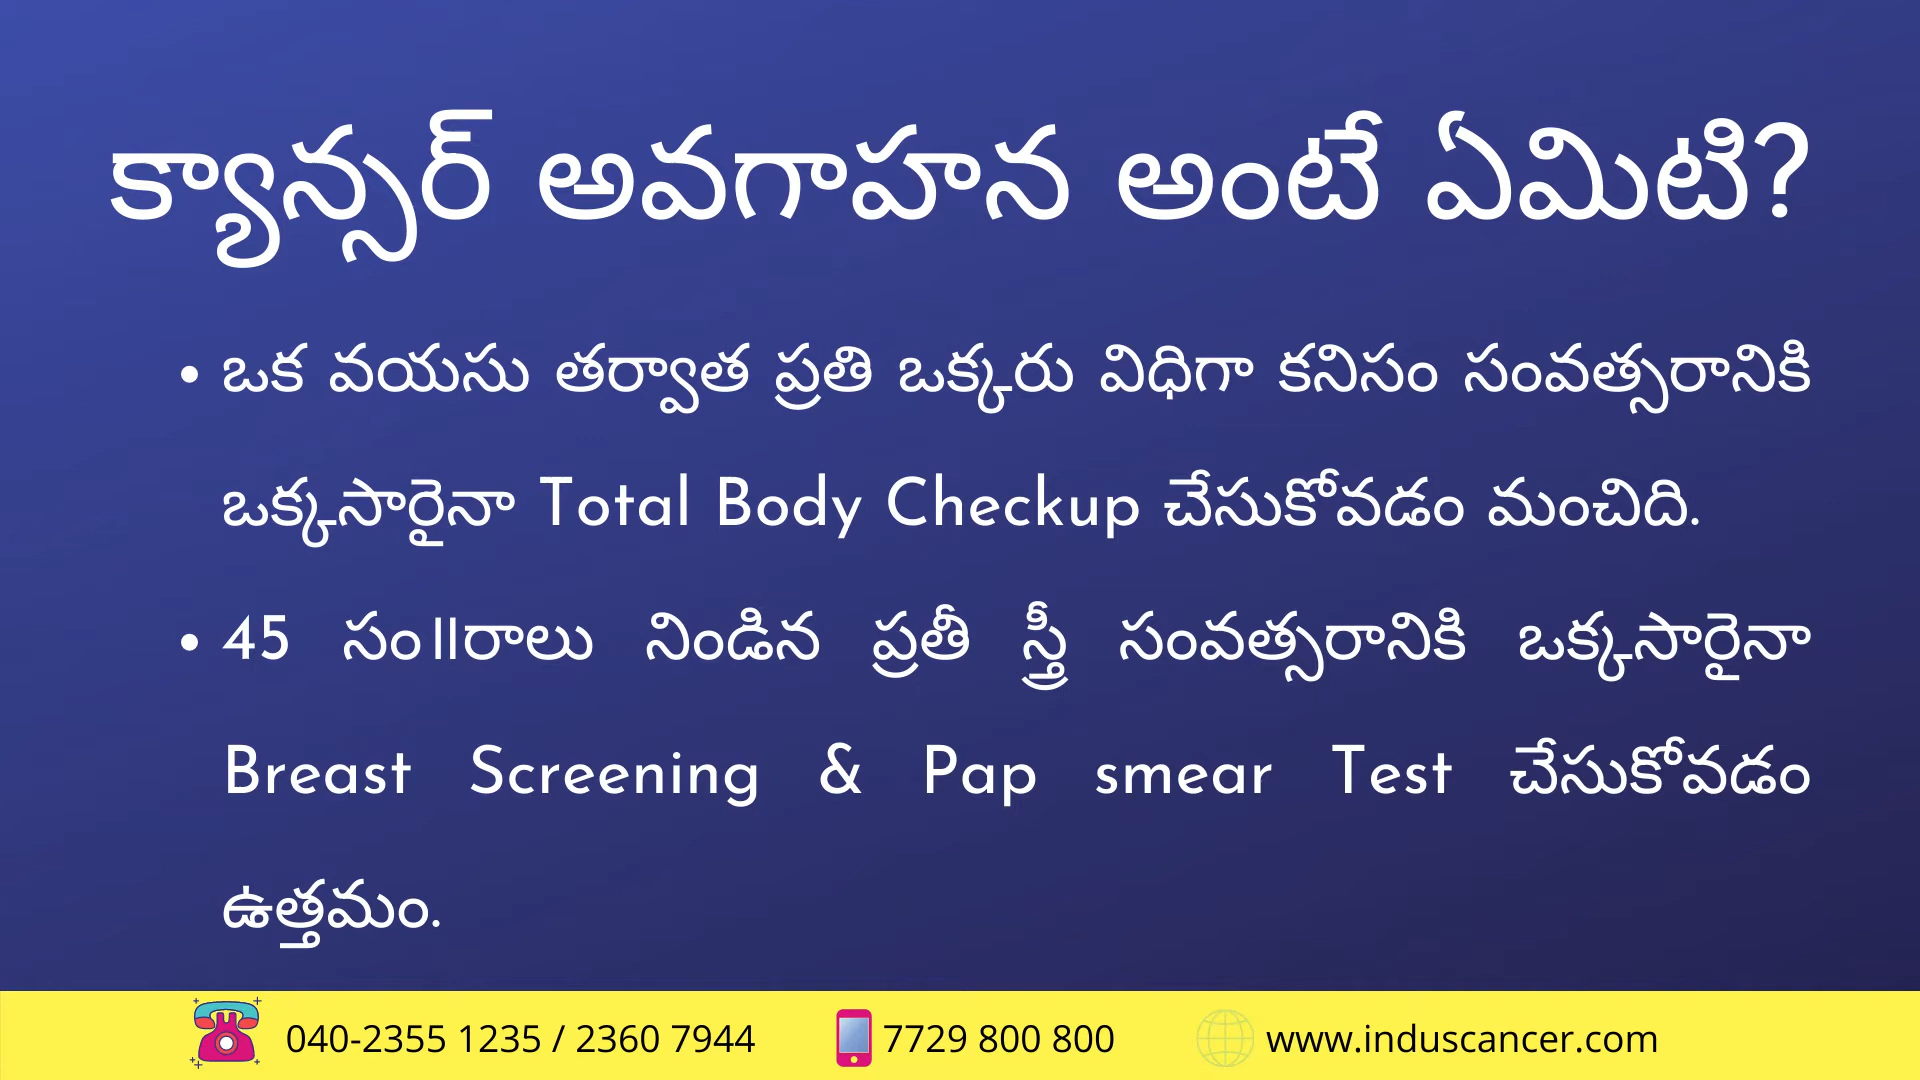 క్యాన్సర్ అవగాహన అంటే ఏమిటి?
• ఒక వయసు తర్వాత ప్రతి ఒక్కరు విధిగా కనిసం సంవత్సరానికి
ఒక్కసారైనా Total Body Checkup చేసుకోవడం మంచిది.
• 45 సం||రాలు నిండిన ప్రతీ స్త్రీ సంవత్సరానికి ఒక్కసారైనా
Breast Screening & Pap smear Test చేసుకోవడం
ఉత్తమం.
040-2355 1235 / 2360 7944 7729 800 800 www.induscancer.com